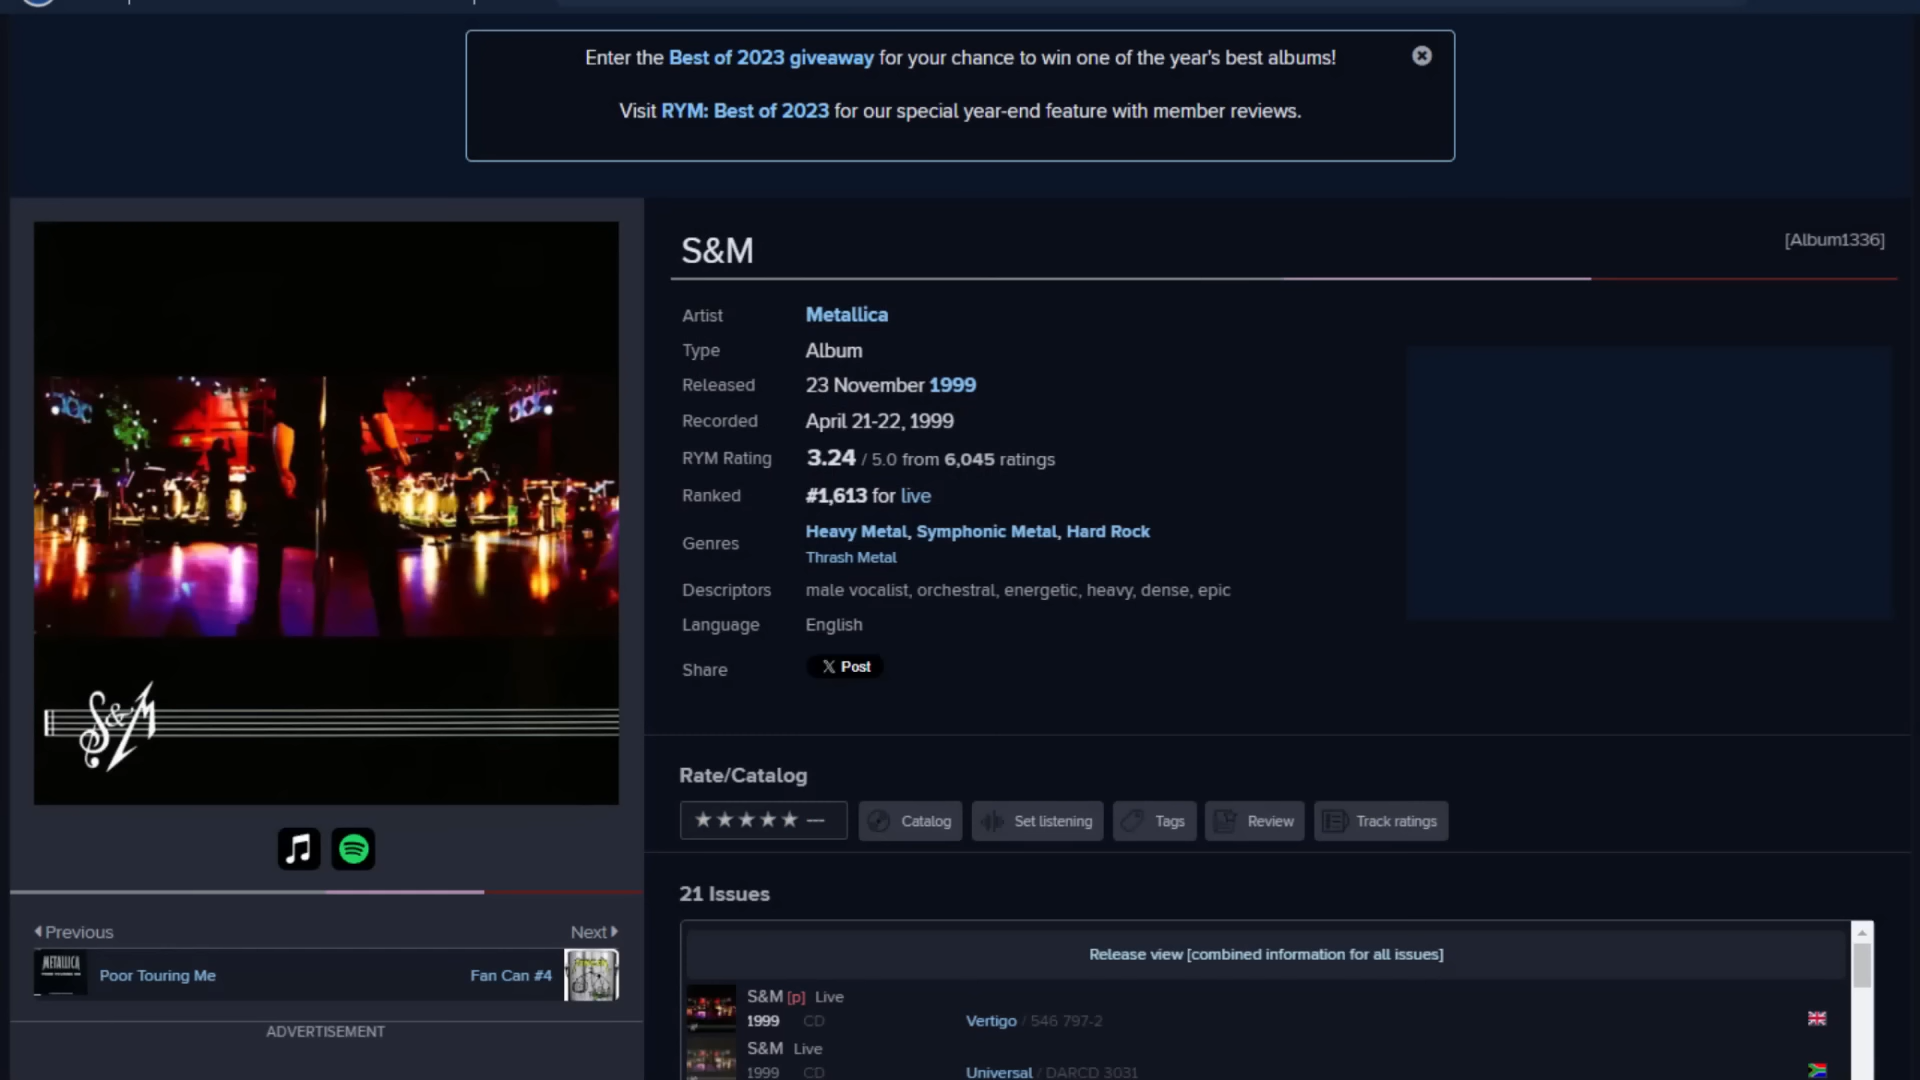 Enter the Best of 2023 giveaway for your chance to win one of the year's best albums!
Visit RYM: Best of 2023 for our special year-end feature with member reviews.
S&M
[Album1336]
Artist Metallica
Type Album
Released 23 November 1999
Recorded April 21-22, 1999
RYM Rating 3.24 / 5.0 from 6,045 ratings
Ranked #1,613 for live
Genres Heavy Metal, Symphonic Metal, Hard Rock
Thrash Metal
Descriptors male vocalist, orchestral, energetic, heavy, dense, epic
Language English
Share X Post
S&M
Rate/Catalog
★★★★★ --- Catalog Set listening Tags Review Track ratings
21 Issues
Release view [combined information for all issues]
S&M [p] Live
1999 CD Vertigo / 546 797-2
S&M Live
1999 CD Universal / DARCD 3031
Previous Next
METALLICA
Poor Touring Me Fan Can #4
ADVERTISEMENT